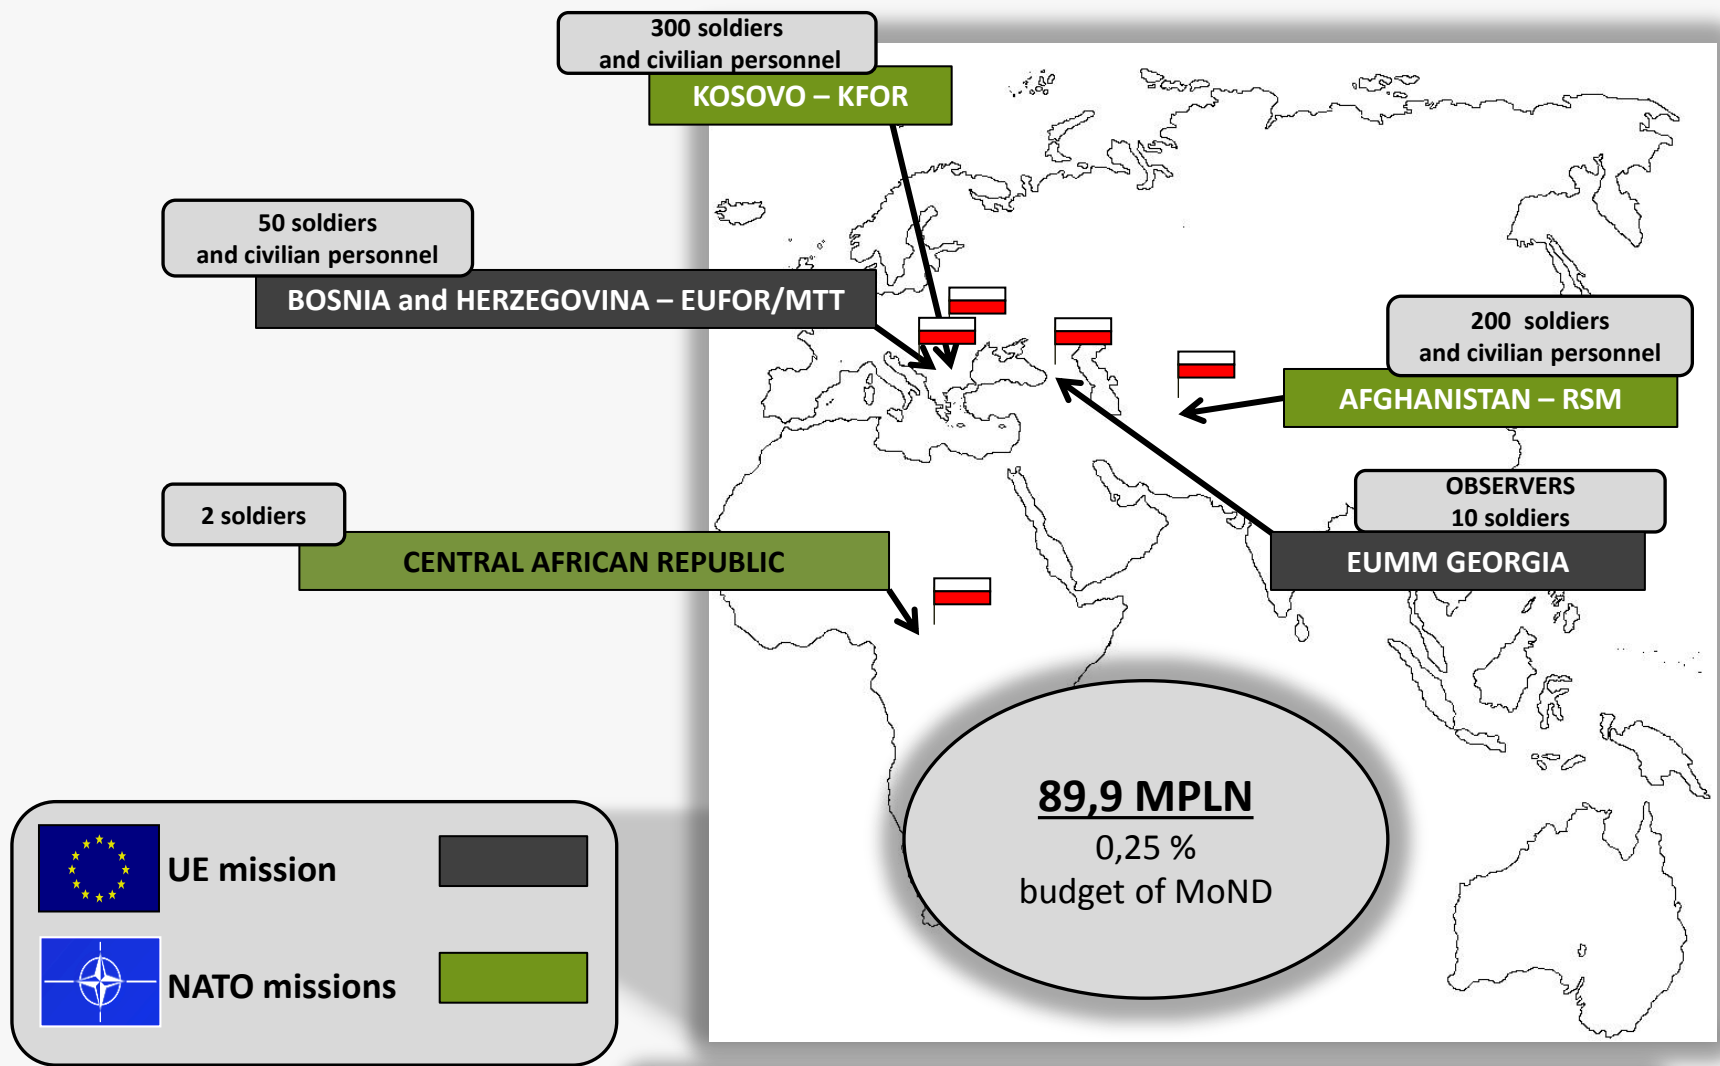 300 soldiers
and civilian personnel
KOSOVO – KFOR
50 soldiers
and civilian personnel
BOSNIA and HERZEGOVINA – EUFOR/MTT
200 soldiers
and civilian personnel
AFGHANISTAN – RSM
OBSERVERS
10 soldiers
EUMM GEORGIA
2 soldiers
CENTRAL AFRICAN REPUBLIC
89,9 MPLN
0,25 %
budget of MoND
UE mission
NATO missions